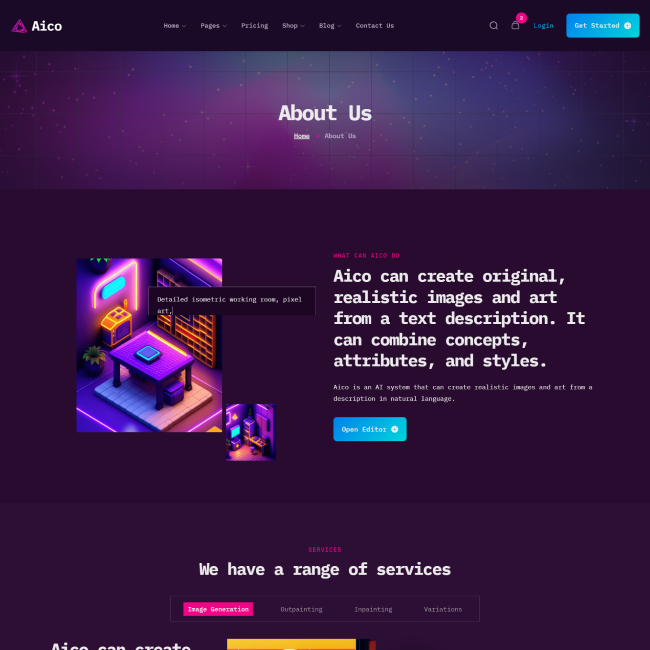 Aico
Home Pages Pricing Shop Blog Contact Us
2
Login
Get Started
About Us
Home About Us
Detailed isometric working room, pixel
art,
WHAT CAN AICO DO
Aico can create original,
realistic images and art
from a text description. It
can combine concepts,
attributes, and styles.
Aico is an AI system that can create realistic images and art from a
description in natural language.
Open Editor
SERVICES
We have a range of services
Image Generation Outpainting Inpainting Variations
Aico can create